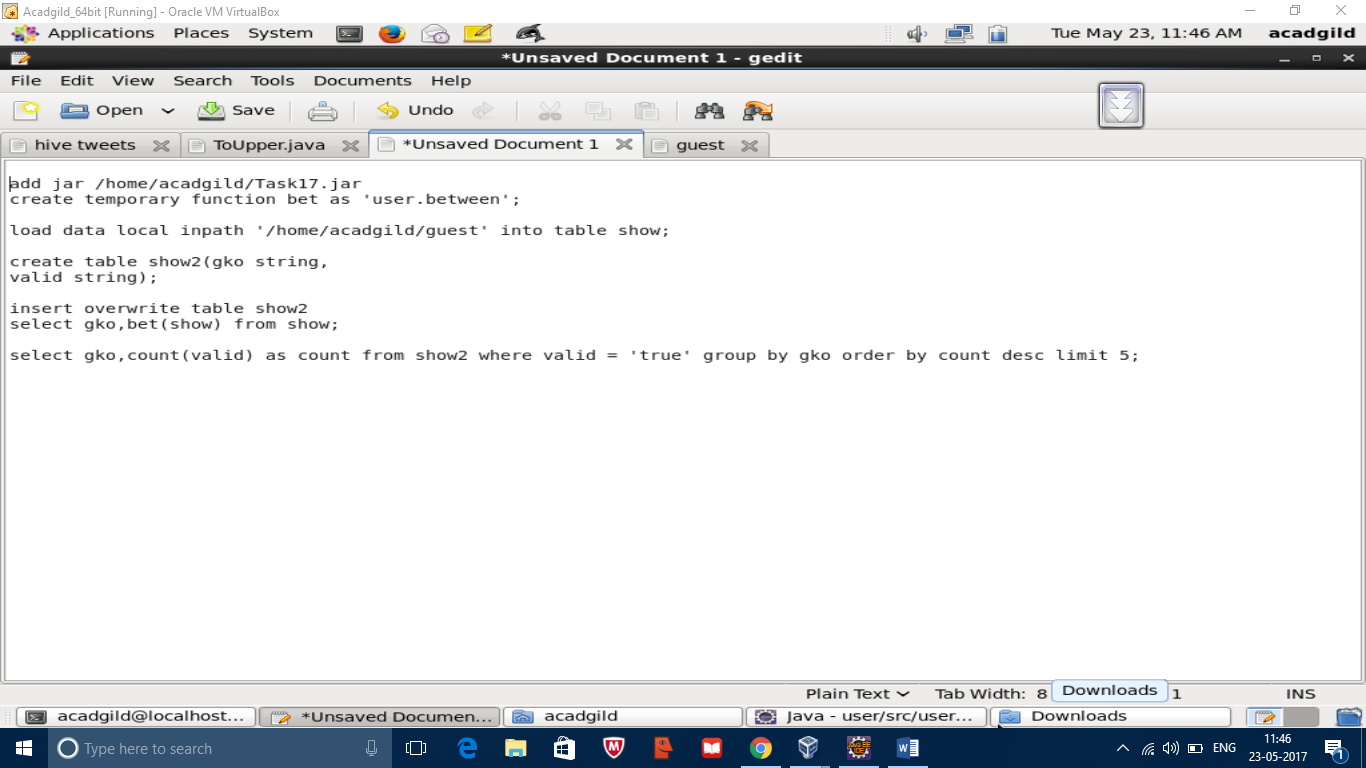 Acadgild_64bit [Running] - Oracle VM VirtualBox
Applications Places System Tue May 23, 11:46 AM acadgild
*Unsaved Document 1 - gedit
File Edit View Search Tools Documents Help
Open Save Undo
hive tweets ToUpper.java *Unsaved Document 1 guest
add jar /home/acadgild/Task17.jar
create temporary function bet as 'user.between';
load data local inpath '/home/acadgild/guest' into table show;
create table show2(gko string,
valid string);
insert overwrite table show2
select gko,bet(show) from show;
select gko,count(valid) as count from show2 where valid = 'true' group by gko order by count desc limit 5;
Plain Text Tab Width: 8 Downloads 1 INS
acadgild@localhost... *Unsaved Documen... acadgild Java - user/src/user... Downloads
Type here to search ENG 11:46
23-05-2017 1